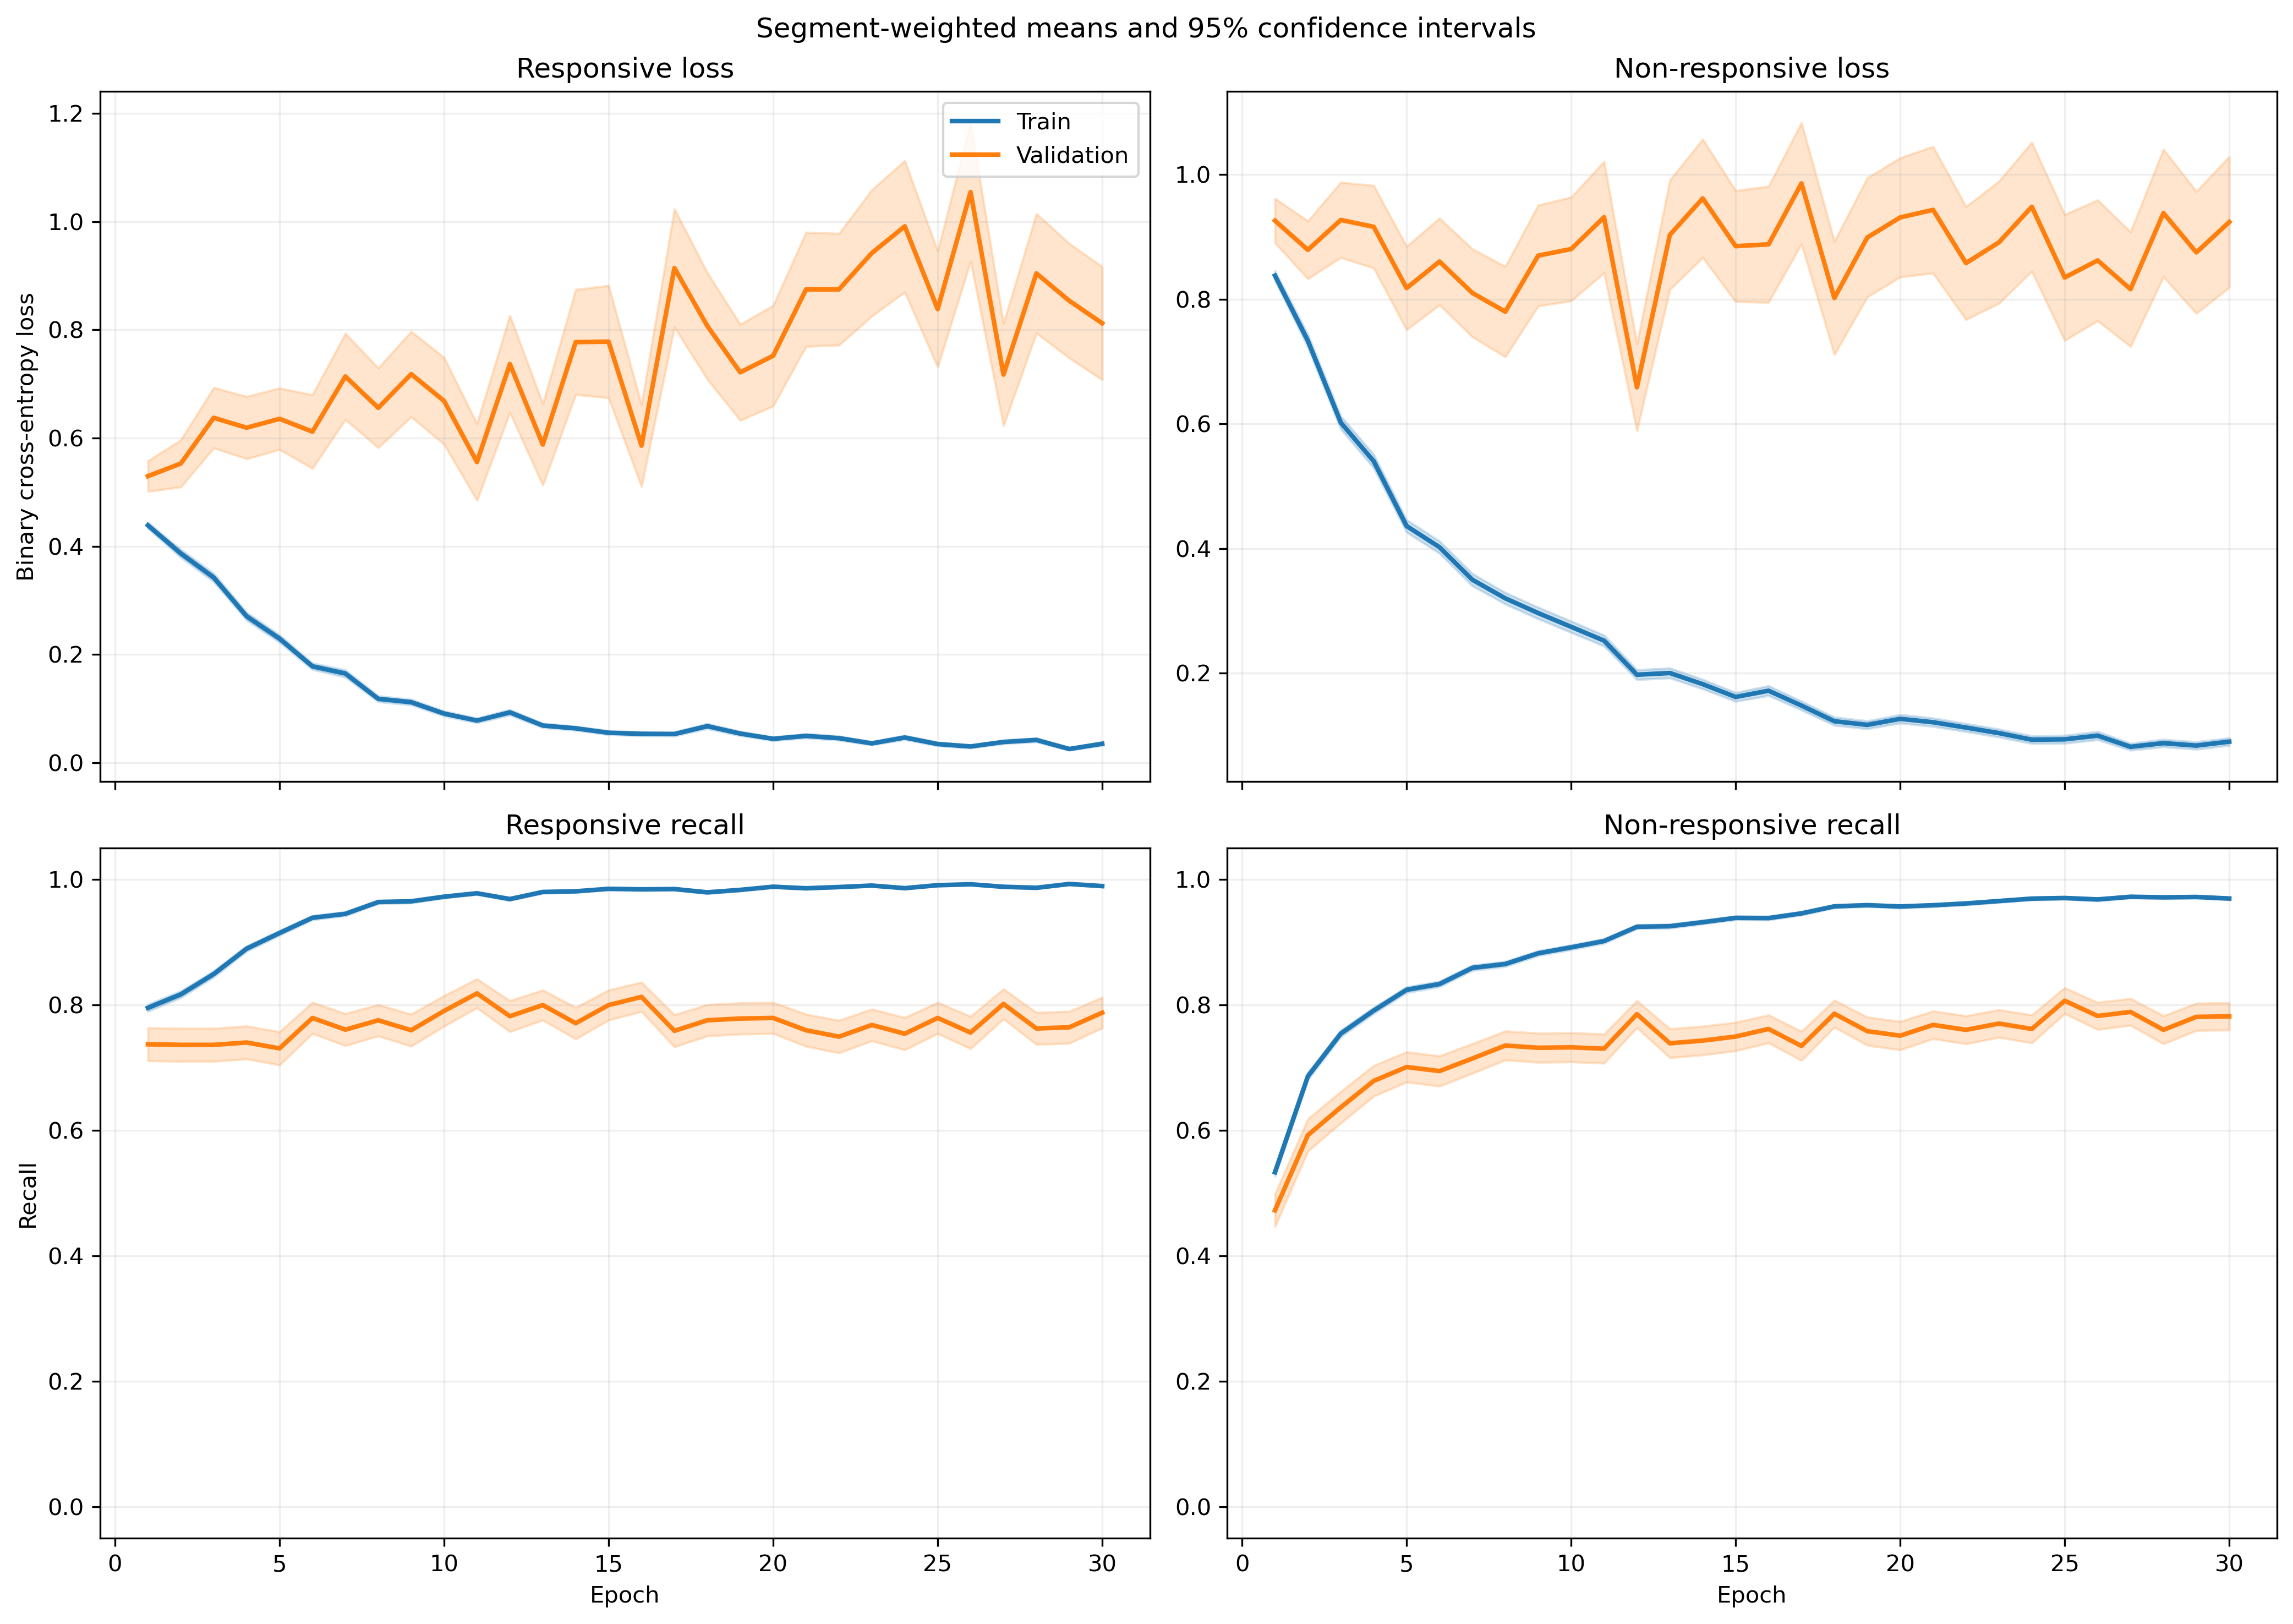 Segment-weighted means and 95% confidence intervals
Responsive loss
Binary cross-entropy loss
1.2
1.0
0.8
0.6
0.4
0.2
0.0
Train
Validation
Non-responsive loss
1.0
0.8
0.6
0.4
0.2
Responsive recall
Recall
1.0
0.8
0.6
0.4
0.2
0.0
0 5 10 15 20 25 30
Epoch
Non-responsive recall
1.0
0.8
0.6
0.4
0.2
0.0
0 5 10 15 20 25 30
Epoch